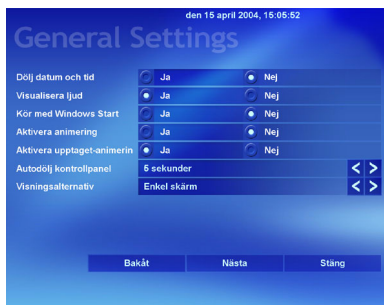 den 15 april 2004, 15:05:52
General Settings
Dölj datum och tid Ja Nej
Visualisera ljud Ja Nej
Kör med Windows Start Ja Nej
Aktivera animering Ja Nej
Aktivera upptaget-animerin Ja Nej
Autodölj kontrollpanel 5 sekunder < >
Visningsalternativ Enkel skärm < >
Bakåt Nästa Stäng